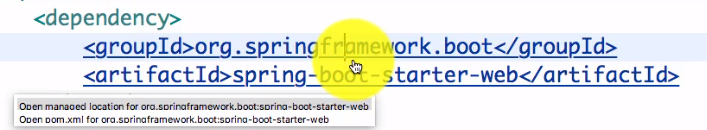 <dependency>
<groupId>org.springframework.boot</groupId>
<artifactId>spring-boot-starter-web</artifactId>
Open managed location for org.springframework.boot:spring-boot-starter-web
Open pom.xml for org.springframework.boot:spring-boot-starter-web